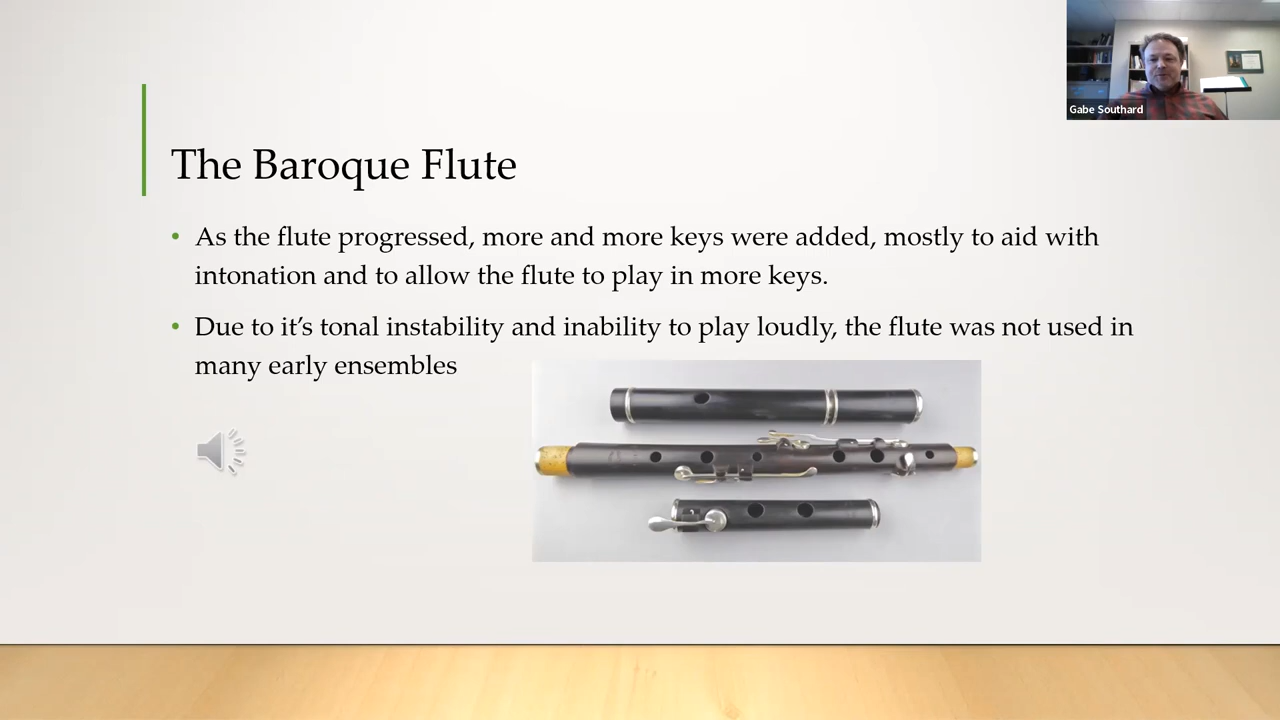 Gabe Southard
The Baroque Flute
• As the flute progressed, more and more keys were added, mostly to aid with
intonation and to allow the flute to play in more keys.
• Due to it’s tonal instability and inability to play loudly, the flute was not used in
many early ensembles